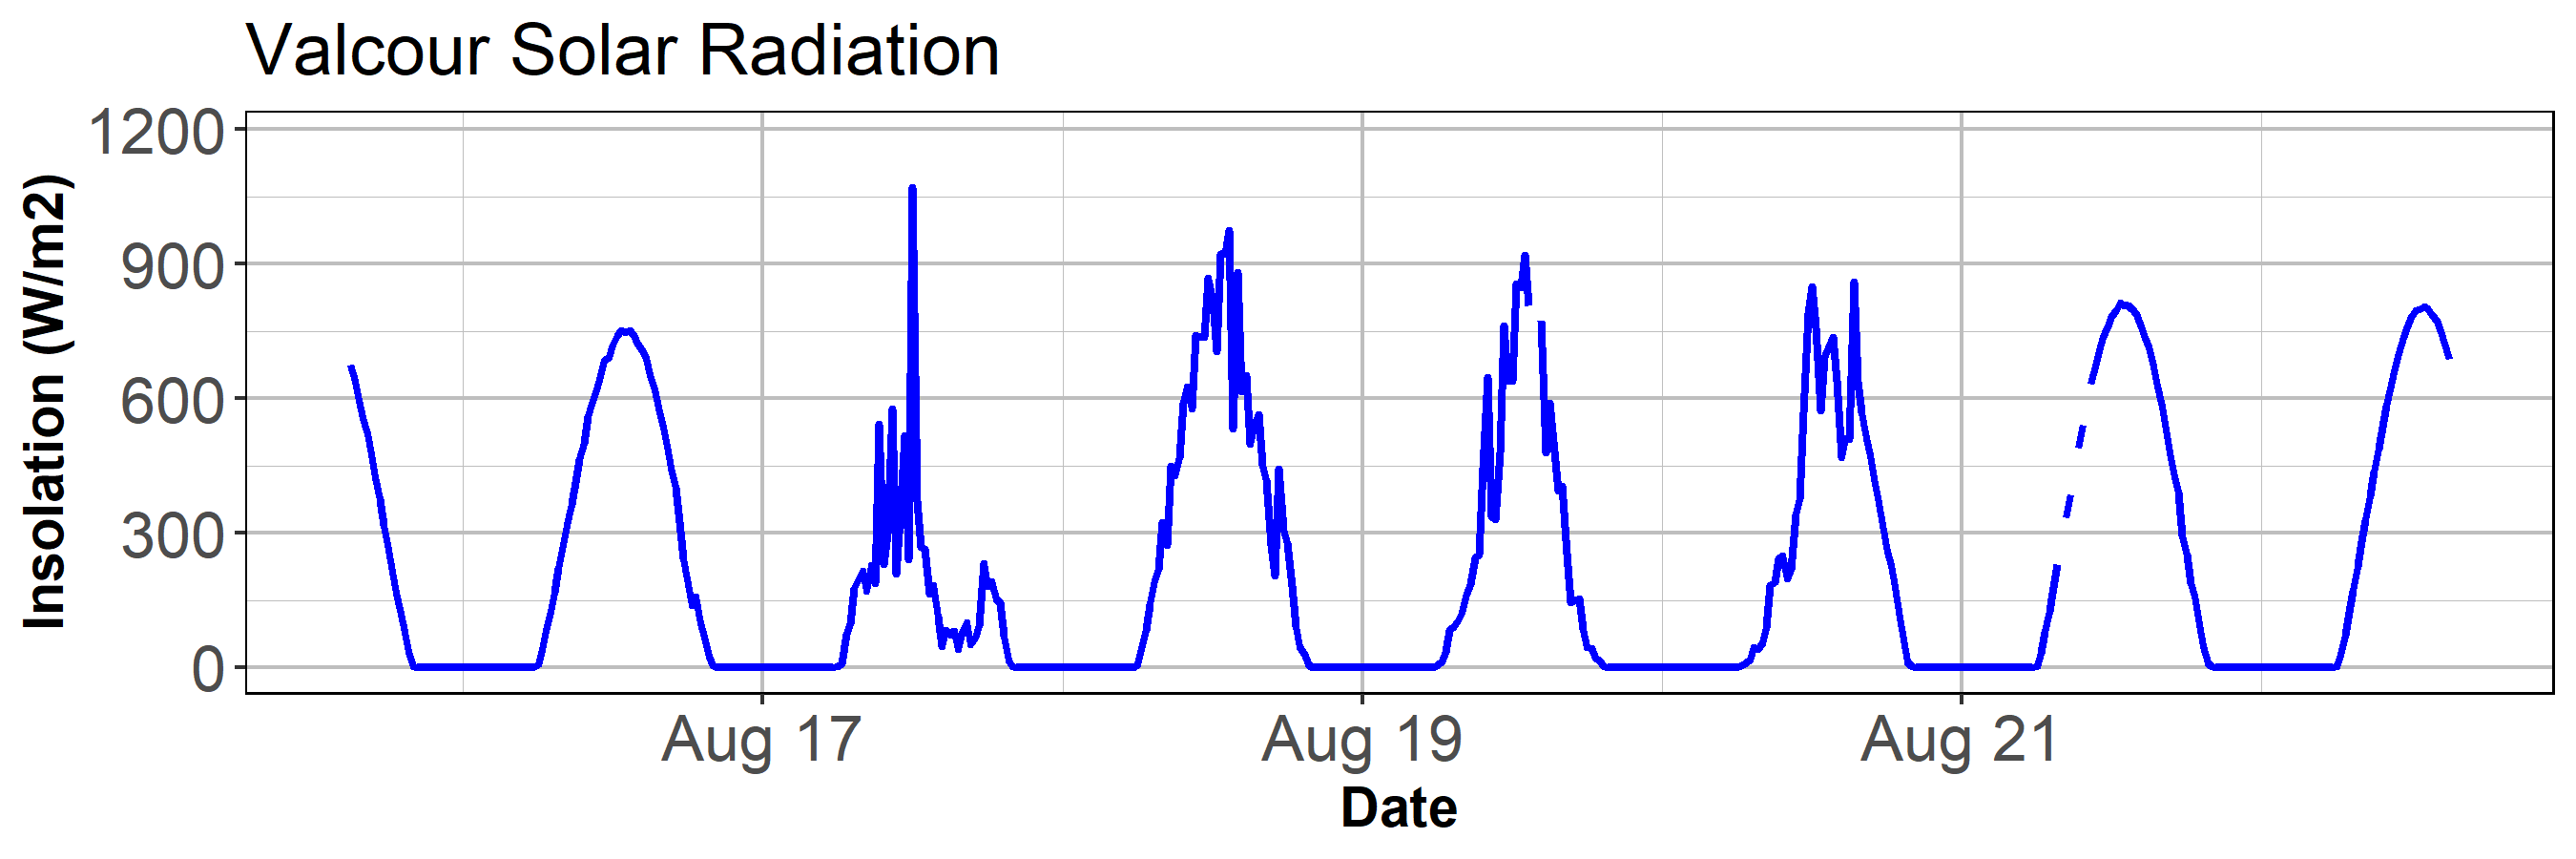 Valcour Solar Radiation
1200
900
600
300
0
Insolation (W/m2)
Aug 17
Aug 19
Aug 21
Date